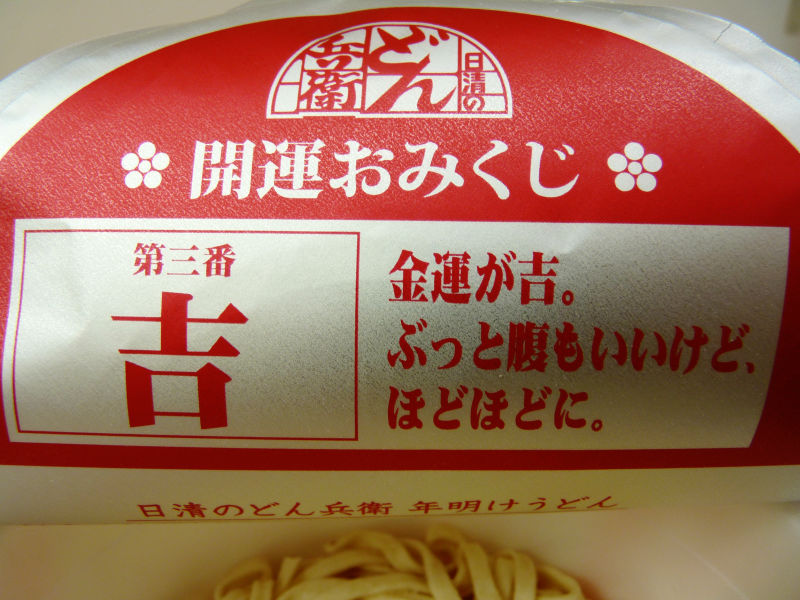 日清の
どん
兵衛
開運おみくじ
第三番
吉
金運が吉。
ぶっと腹もいいけど、
ほどほどに。
日清のどん兵衛 年明けうどん